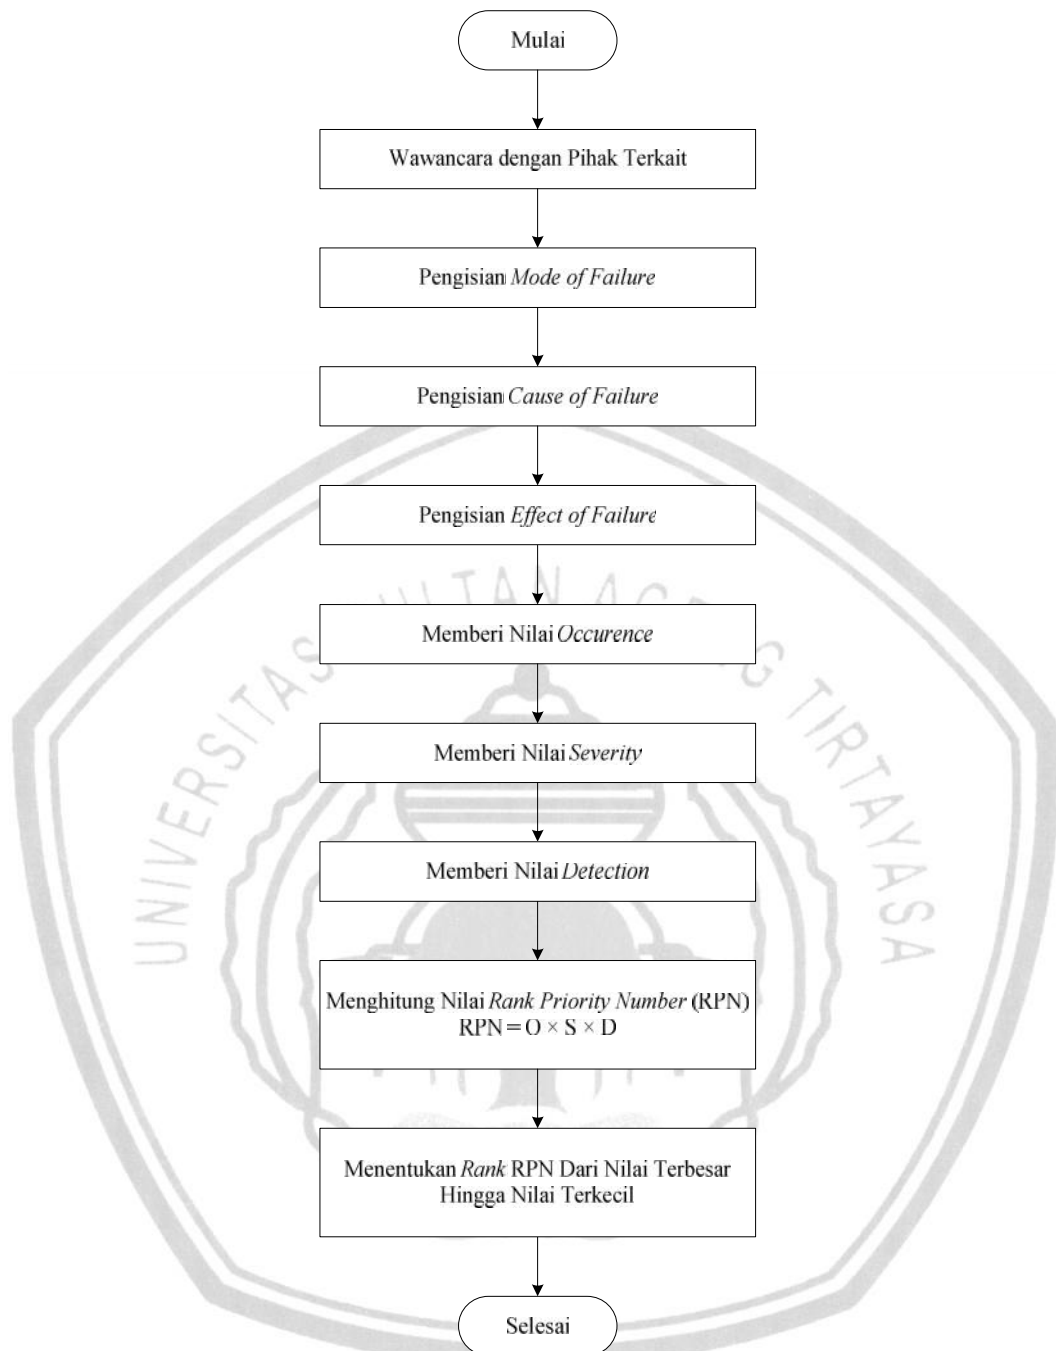 Mulai
Wawancara dengan Pihak Terkait
Pengisian Mode of Failure
Pengisian Cause of Failure
Pengisian Effect of Failure
Memberi Nilai Occurence
Memberi Nilai Severity
Memberi Nilai Detection
Menghitung Nilai Rank Priority Number (RPN)
RPN = O × S × D
Menentukan Rank RPN Dari Nilai Terbesar
Hingga Nilai Terkecil
Selesai
UNIVERSITAS TIRTAYASA